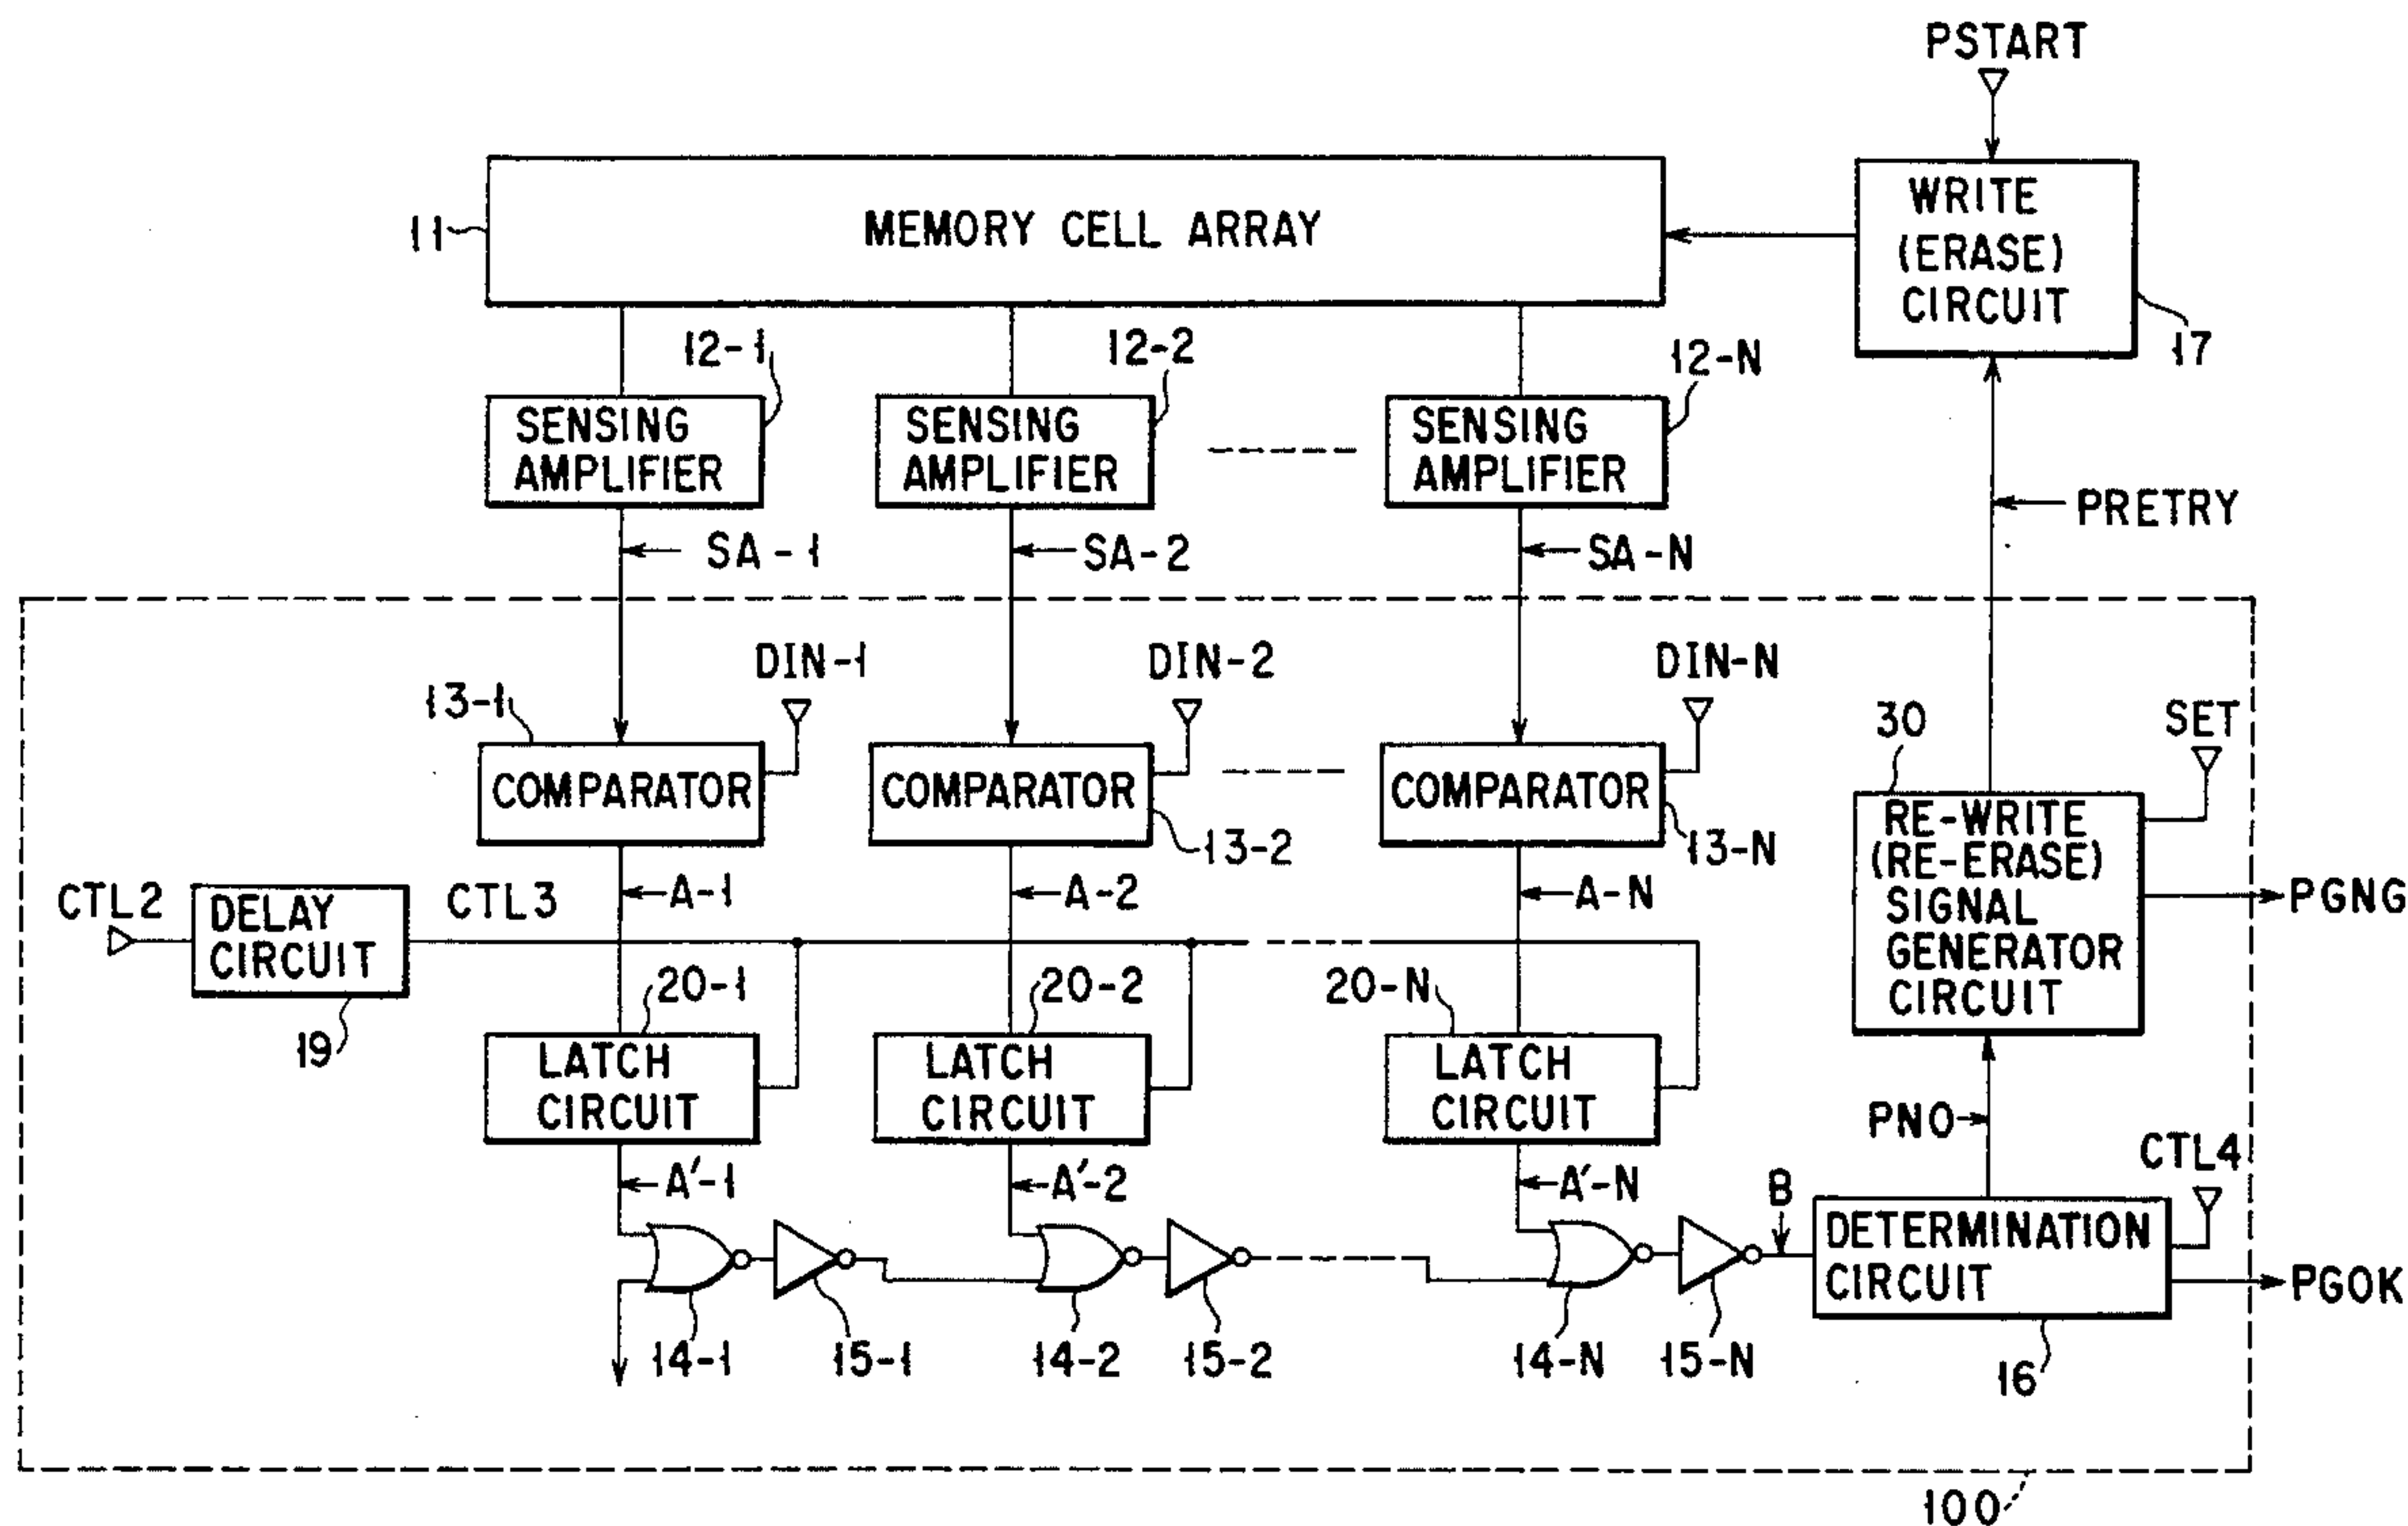 PSTART
MEMORY CELL ARRAY
11
WRITE
(ERASE)
CIRCUIT
17
12-1
12-2
12-N
SENSING
AMPLIFIER
SENSING
AMPLIFIER
SENSING
AMPLIFIER
PRETRY
SA-1
SA-2
SA-N
DIN-1
DIN-2
DIN-N
13-1
COMPARATOR
COMPARATOR
COMPARATOR
13-2
13-N
30
SET
RE-WRITE
(RE-ERASE)
SIGNAL
GENERATOR
CIRCUIT
PGNG
CTL2
DELAY
CIRCUIT
19
CTL3
A-1
A-2
A-N
20-1
20-2
20-N
LATCH
CIRCUIT
LATCH
CIRCUIT
LATCH
CIRCUIT
PNO
CTL4
A'-1
A'-2
A'-N
B
DETERMINATION
CIRCUIT
PGOK
14-1
15-1
14-2
15-2
14-N
15-N
16
100